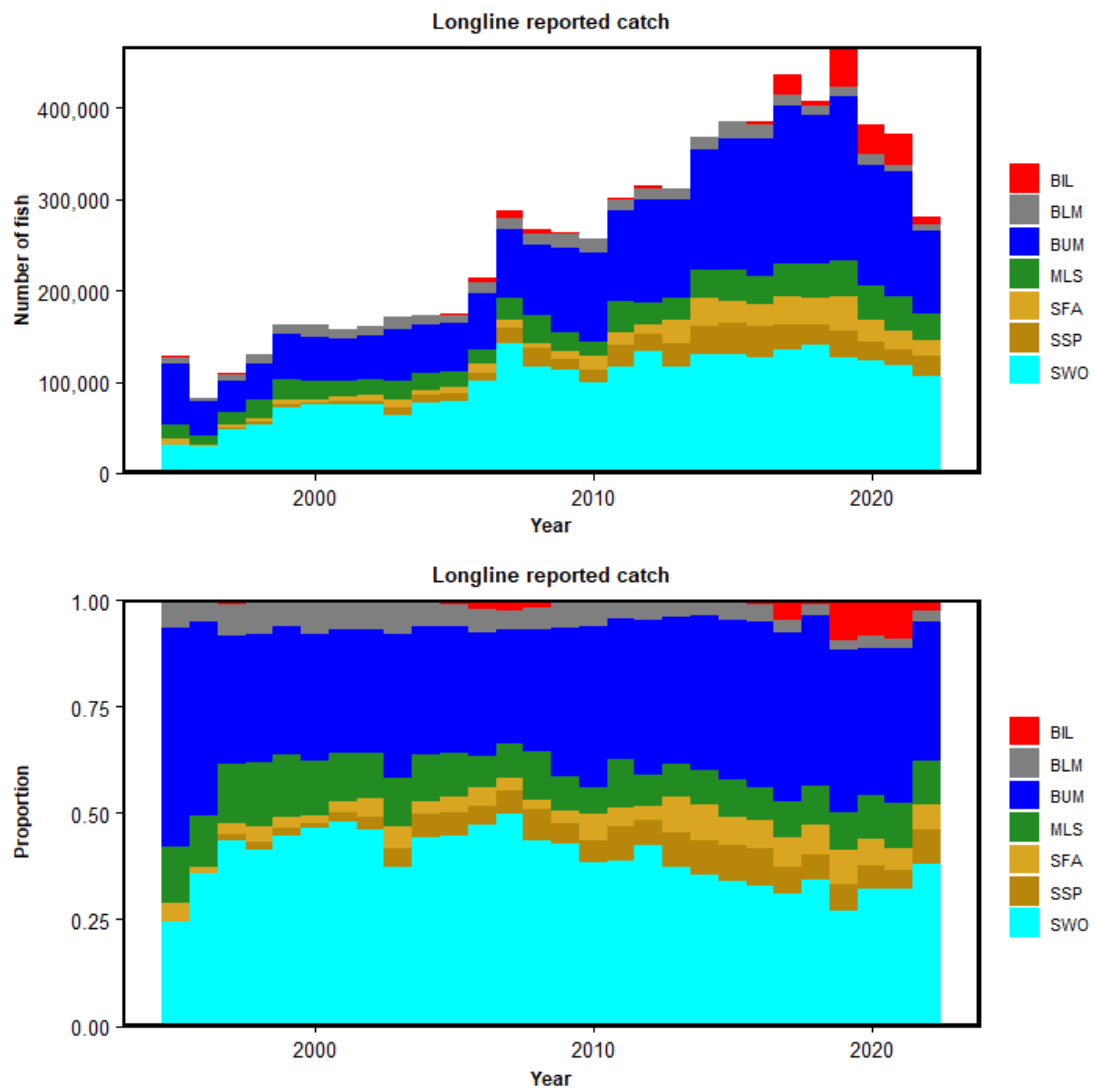 Longline reported catch
Number of fish
400,000
300,000
200,000
100,000
0
2000
2010
2020
Year
BIL
BLM
BUM
MLS
SFA
SSP
SWO
Longline reported catch
Proportion
1.00
0.75
0.50
0.25
0.00
2000
2010
2020
Year
BIL
BLM
BUM
MLS
SFA
SSP
SWO